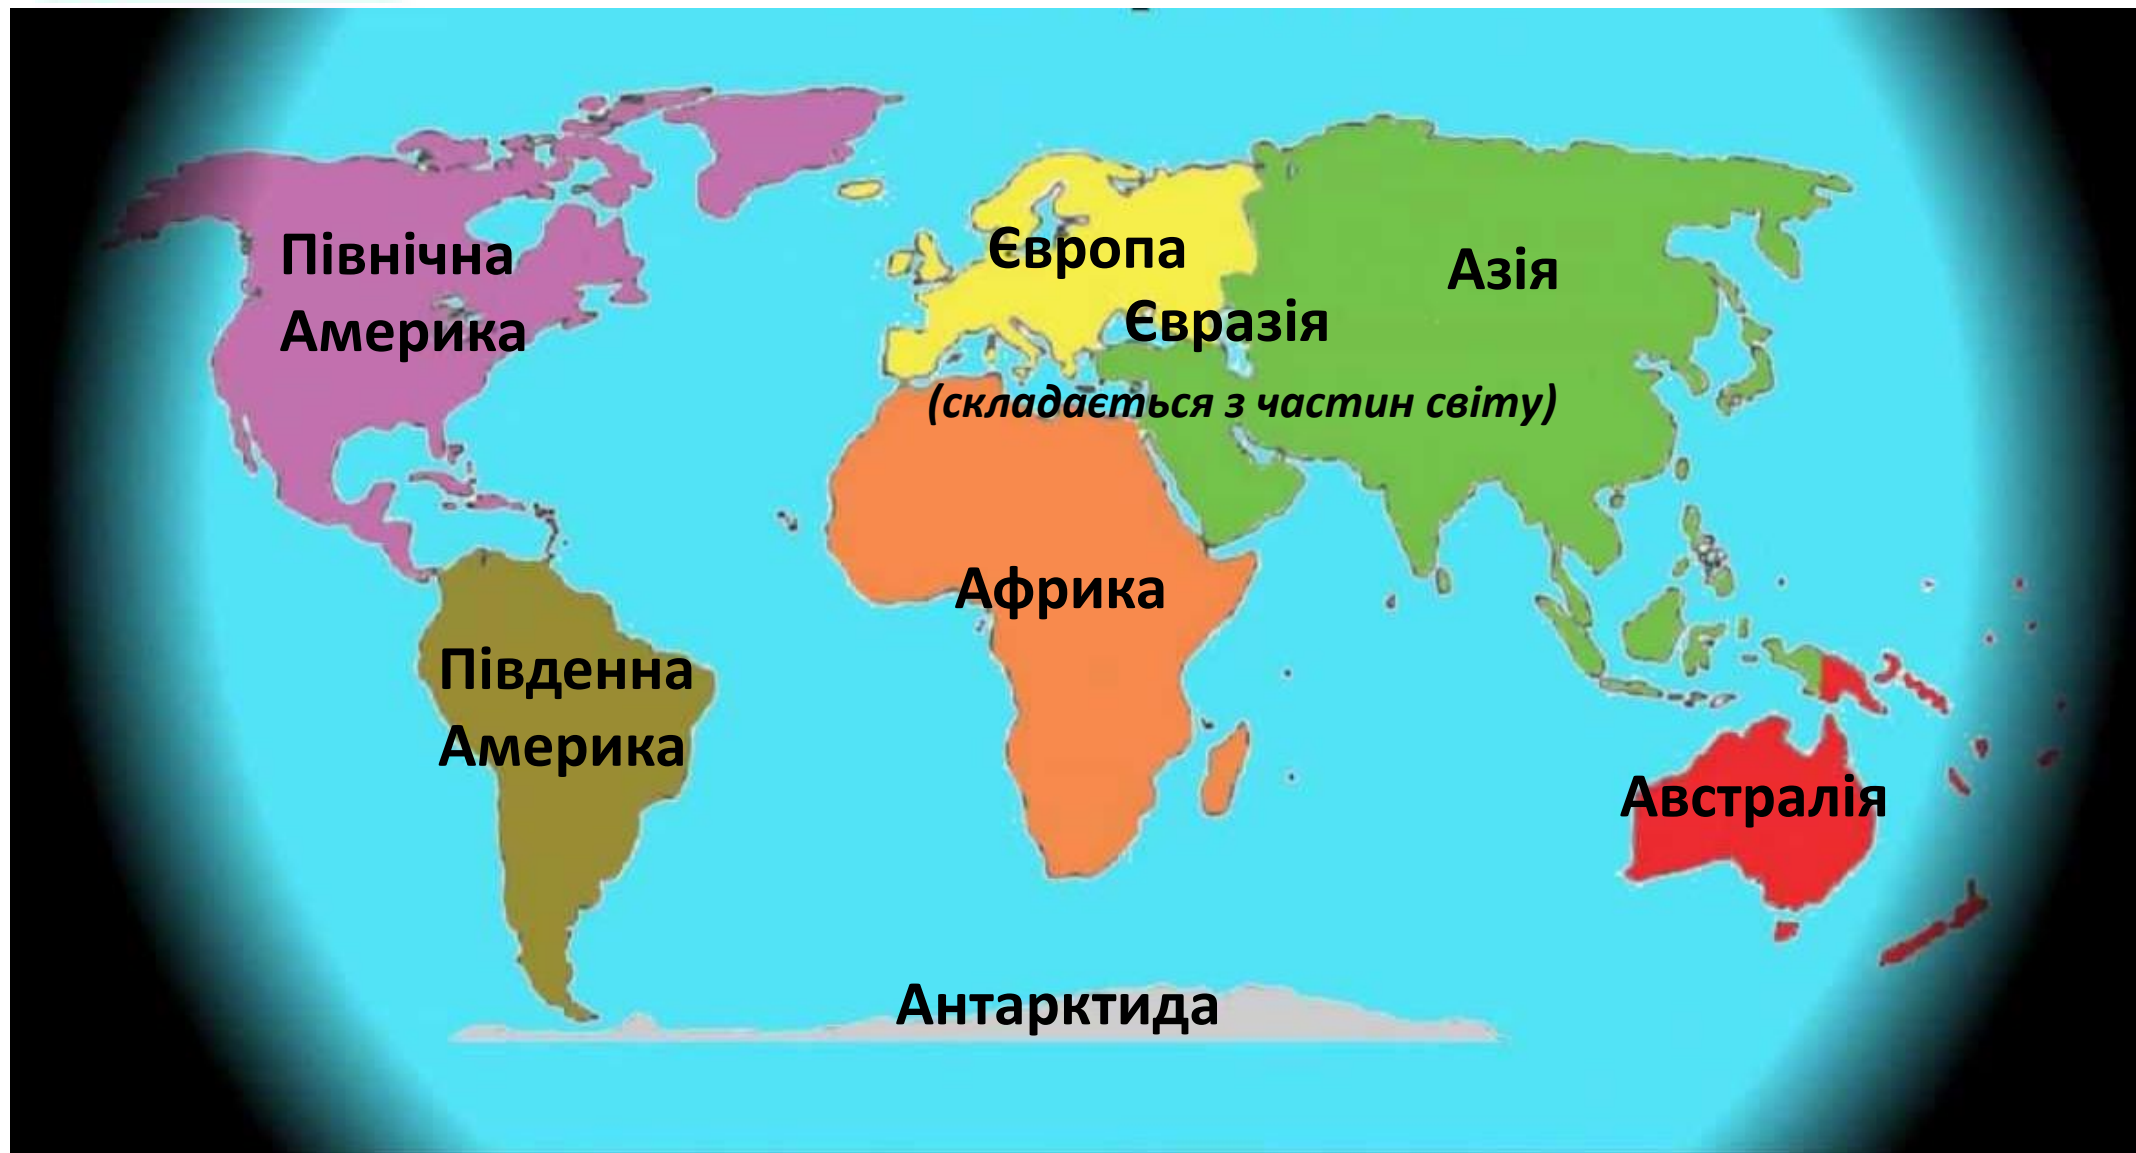 Північна
Америка
Європа
Азія
Євразія
(складається з частин світу)
Африка
Південна
Америка
Австралія
Антарктида